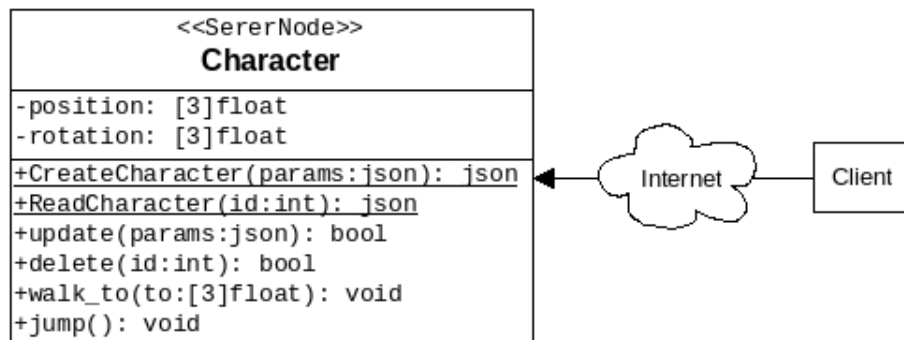 <<SererNode>>
Character
-position: [3]float
-rotation: [3]float
+CreateCharacter(params:json): json
+ReadCharacter(id:int): json
+update(params:json): bool
+delete(id:int): bool
+walk_to(to:[3]float): void
+jump(): void
Internet
Client